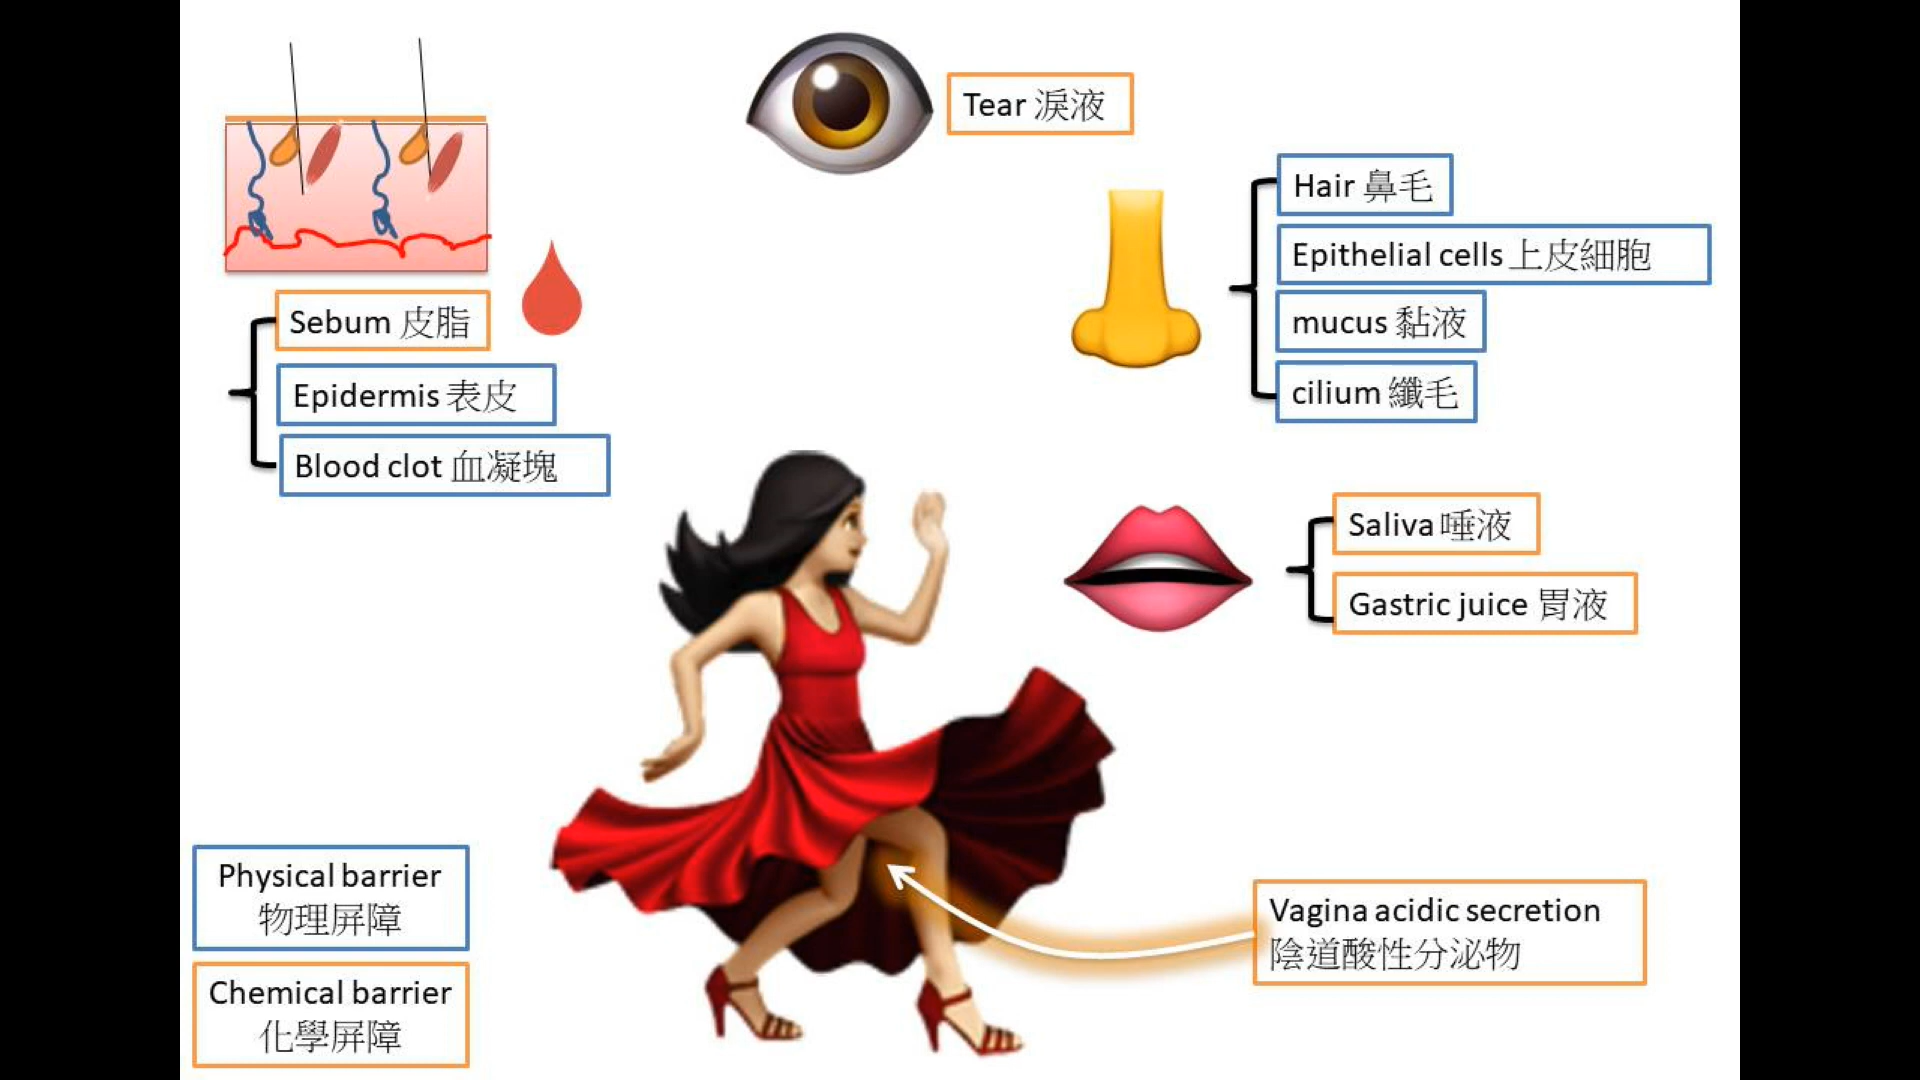 Tear 淚液
Hair 鼻毛
Epithelial cells 上皮細胞
mucus 黏液
cilium 纖毛
Sebum 皮脂
Epidermis 表皮
Blood clot 血凝塊
Saliva 唾液
Gastric juice 胃液
Physical barrier
物理屏障
Chemical barrier
化學屏障
Vagina acidic secretion
陰道酸性分泌物